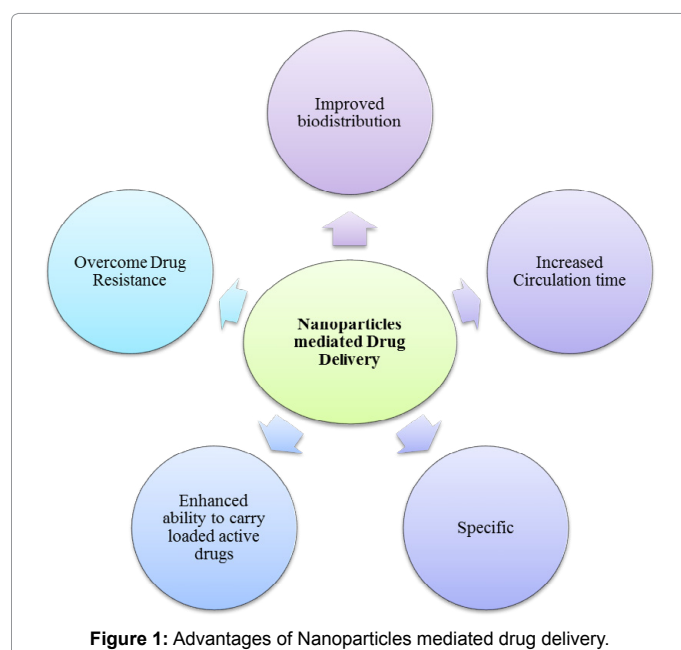 Improved
biodistribution
Overcome Drug
Resistance
Increased
Circulation time
Nanoparticles
mediated Drug
Delivery
Enhanced
ability to carry
loaded active
drugs
Specific
Figure 1: Advantages of Nanoparticles mediated drug delivery.